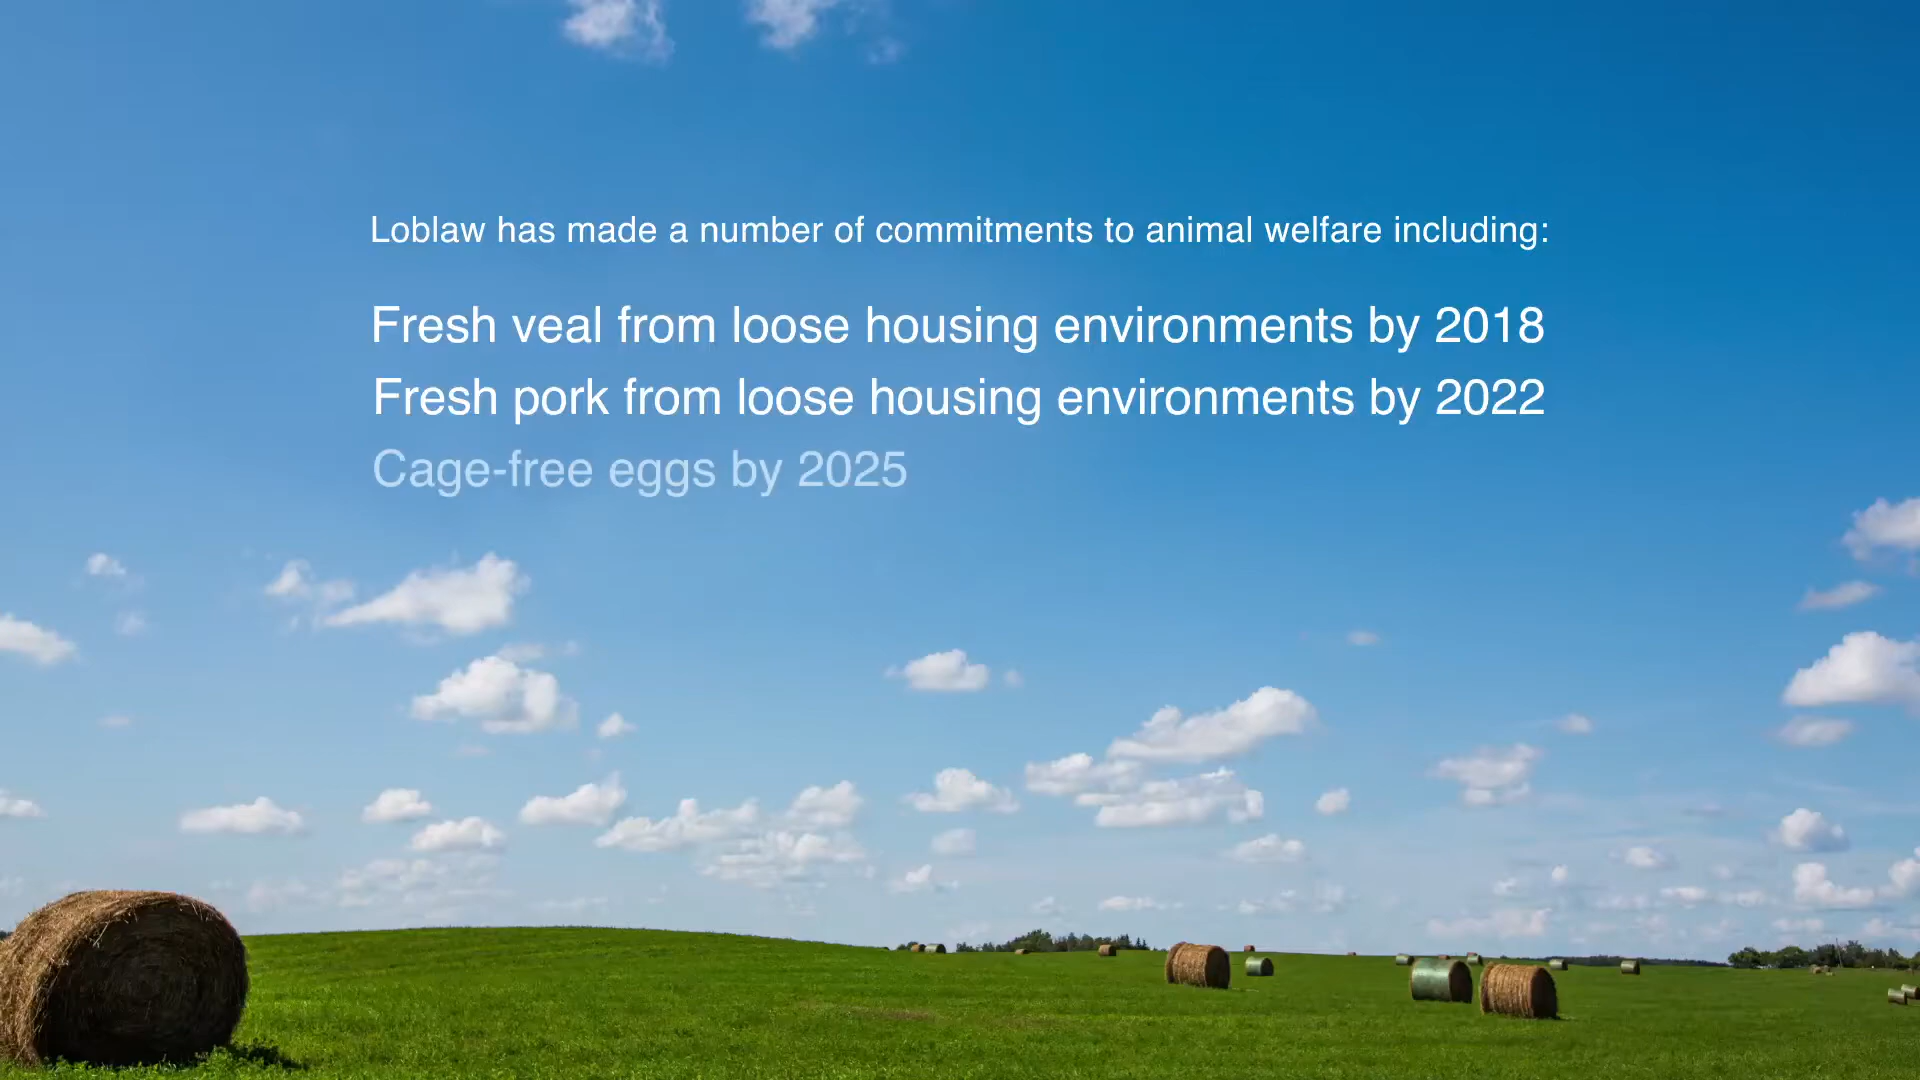 Loblaw has made a number of commitments to animal welfare including:
Fresh veal from loose housing environments by 2018
Fresh pork from loose housing environments by 2022
Cage-free eggs by 2025